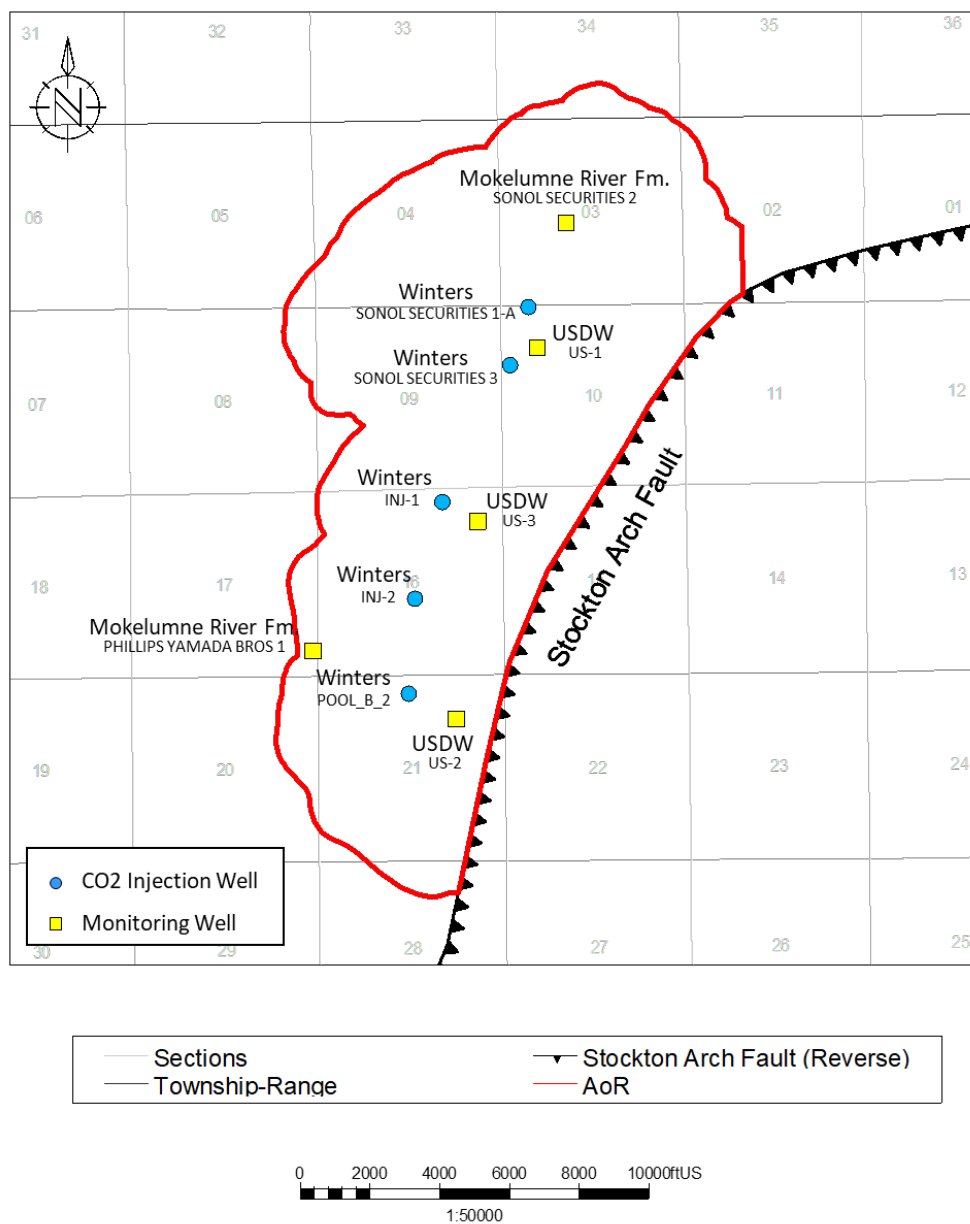 31
32
33
34
35
36
N
Mokelumne River Fm.
SONOL SECURITIES 2
06
05
04
03
02
01
Winters
SONOL SECURITIES 1-A
USDW
US-1
Winters
SONOL SECURITIES 3
07
08
09
10
11
12
Winters
INJ-1
USDW
US-3
Stockton Arch Fault
18
17
14
13
Winters
INJ-2
Mokelumne River Fm.
PHILLIPS YAMADA BROS 1
Winters
POOL_B_2
USDW
US-2
19
20
21
22
23
24
CO2 Injection Well
Monitoring Well
30
29
28
27
26
25
Sections
Township-Range
Stockton Arch Fault (Reverse)
AoR
0 2000 4000 6000 8000 10000ftUS
1:50000